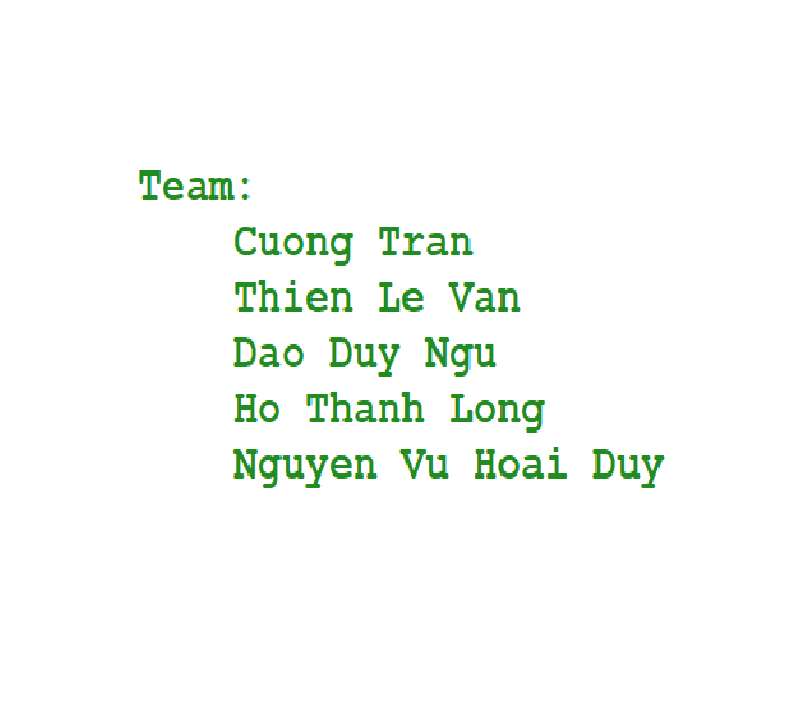 Team:
Cuong Tran
Thien Le Van
Dao Duy Ngu
Ho Thanh Long
Nguyen Vu Hoai Duy